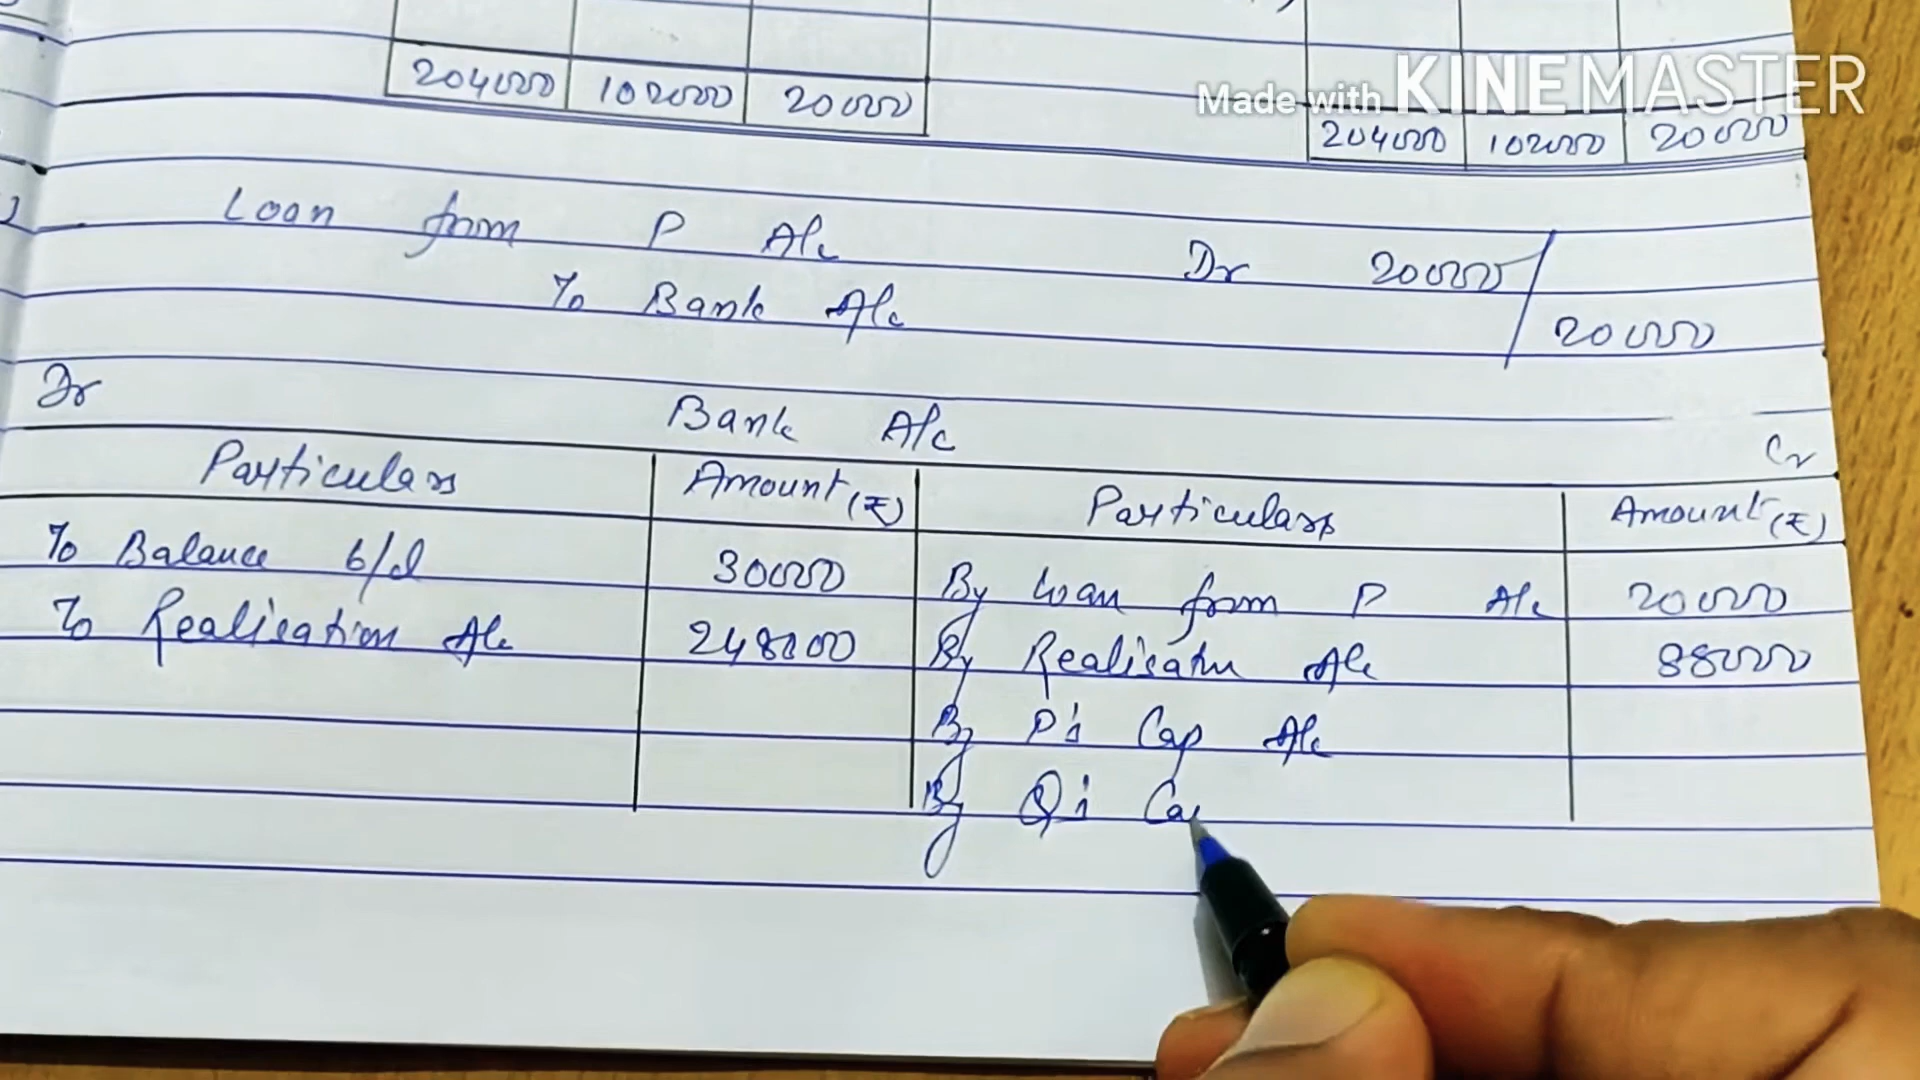 Made with KINEMASTER
204000 102000 20000 204000 102000 20000
Loan from P A/c Dr 20000
To Bank A/c 20000
Dr Bank A/c Cr
Particulars Amount (₹) Particulars Amount (₹)
To Balance b/d 30000 By Loan from P A/c 20000
To Realisation A/c 248000 By Realisatn A/c 88000
By P's Cap A/c
By Q's Cap